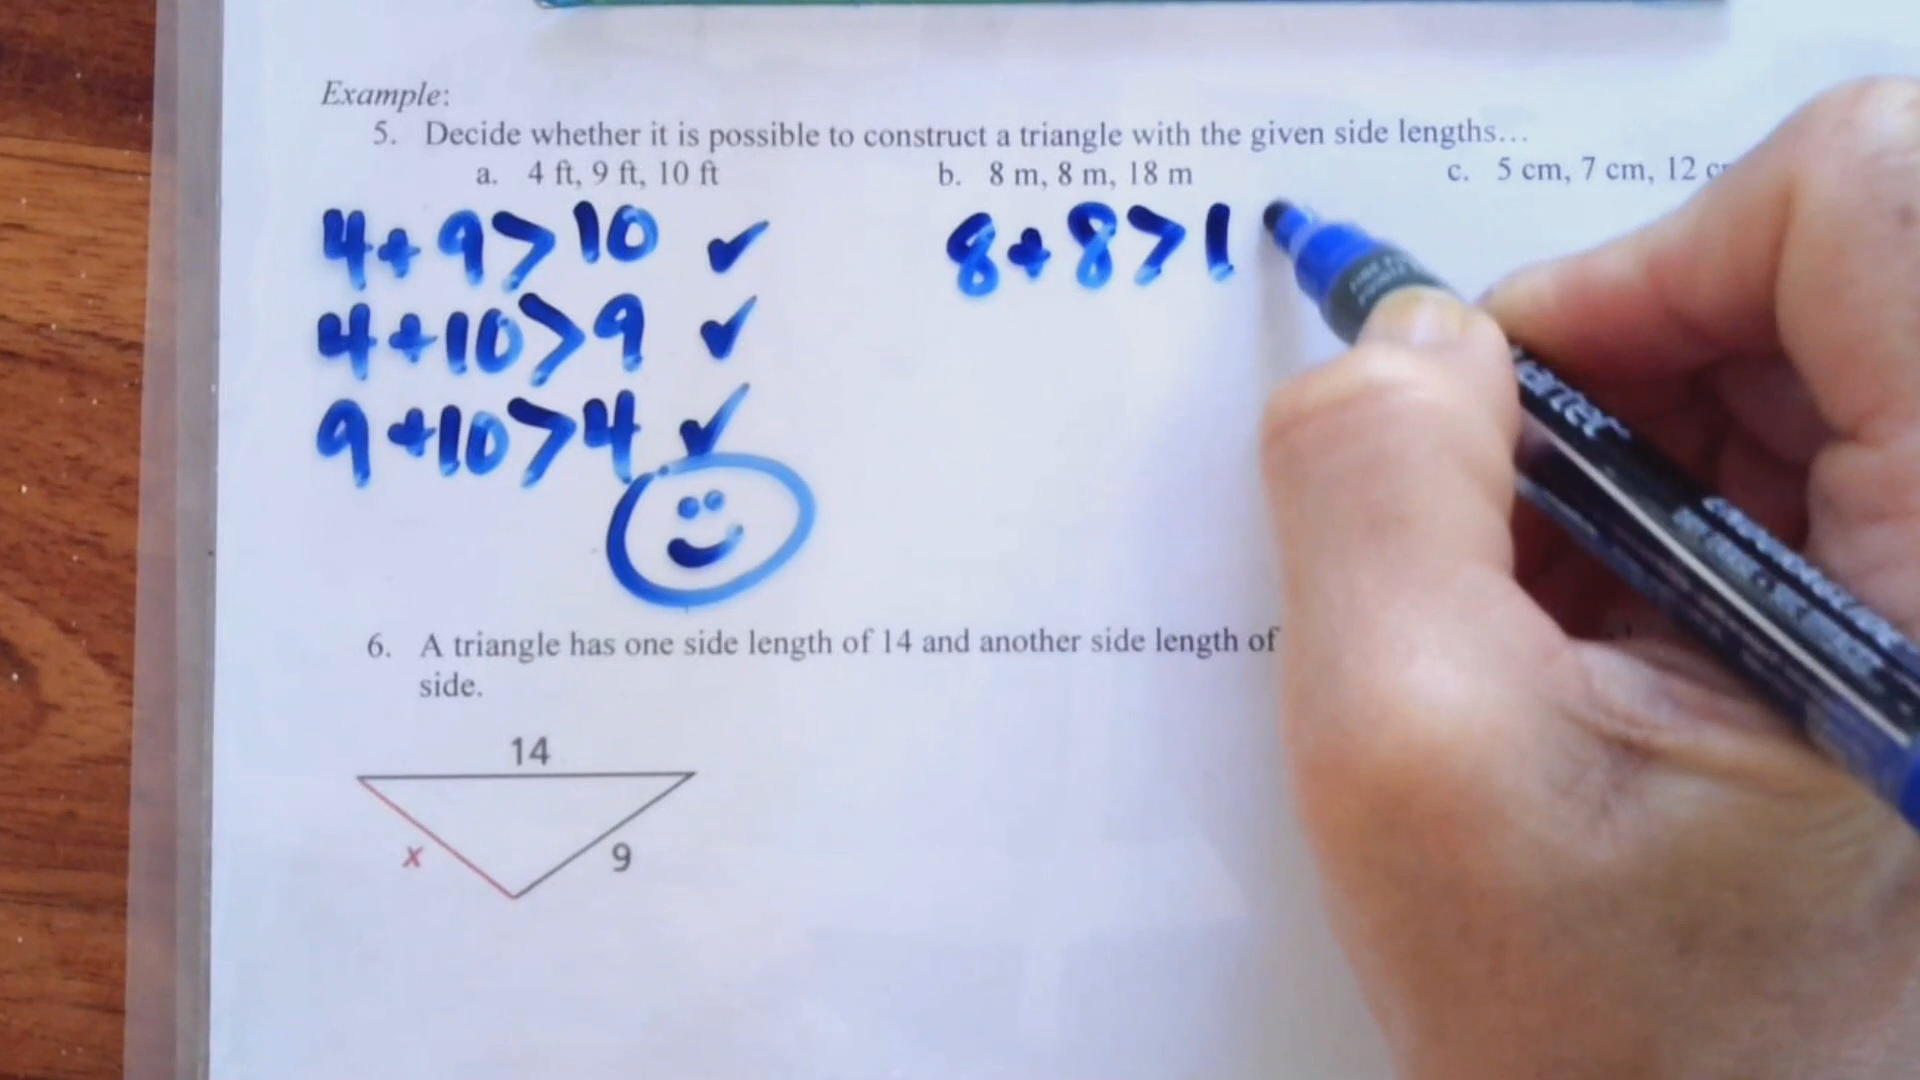 Example:
5. Decide whether it is possible to construct a triangle with the given side lengths...
a. 4 ft, 9 ft, 10 ft
b. 8 m, 8 m, 18 m
c. 5 cm, 7 cm, 12
4+9>10 ✓
4+10>9 ✓
9+10>4 ✓
8+8>1
6. A triangle has one side length of 14 and another side length of
side.
14
x
9